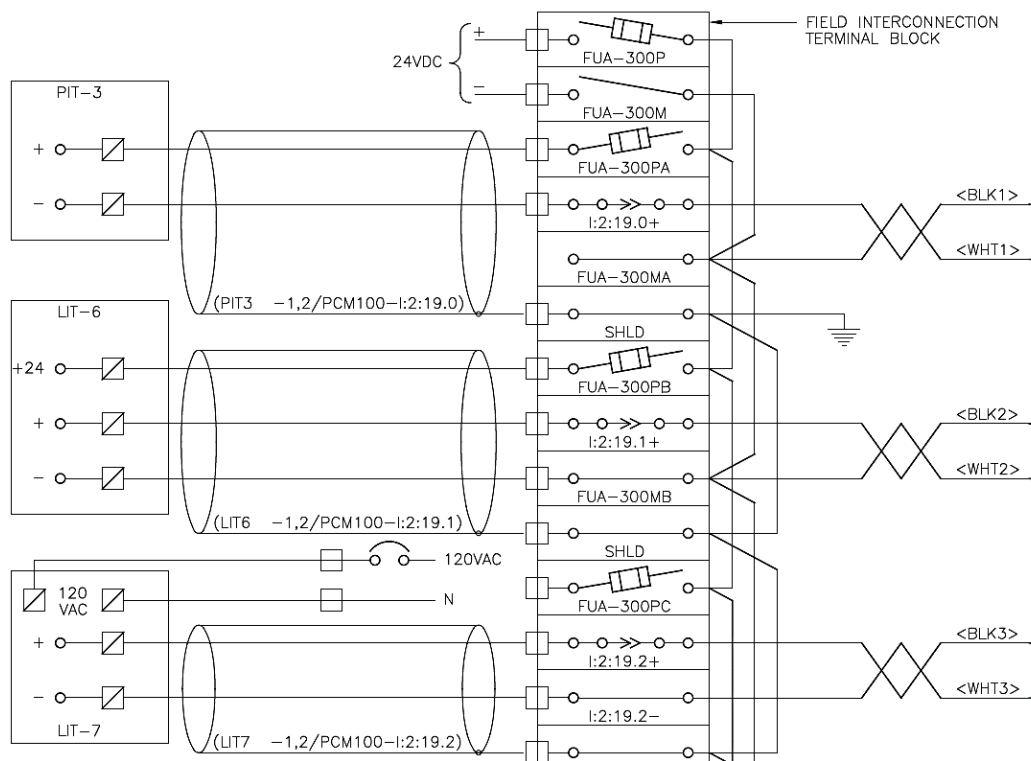 FIELD INTERCONNECTION
TERMINAL BLOCK
+
24VDC
FUA-300P
PIT-3
-
FUA-300M
+
FUA-300PA
-
<BLK1>
I:2:19.0+
<WHT1>
FUA-300MA
(PIT3 -1,2/PCM100-I:2:19.0)
LIT-6
SHLD
+24
FUA-300PB
+
<BLK2>
I:2:19.1+
-
<WHT2>
FUA-300MB
(LIT6 -1,2/PCM100-I:2:19.1)
SHLD
120VAC
120
VAC
N
FUA-300PC
+
<BLK3>
I:2:19.2+
-
<WHT3>
I:2:19.2-
LIT-7
(LIT7 -1,2/PCM100-I:2:19.2)